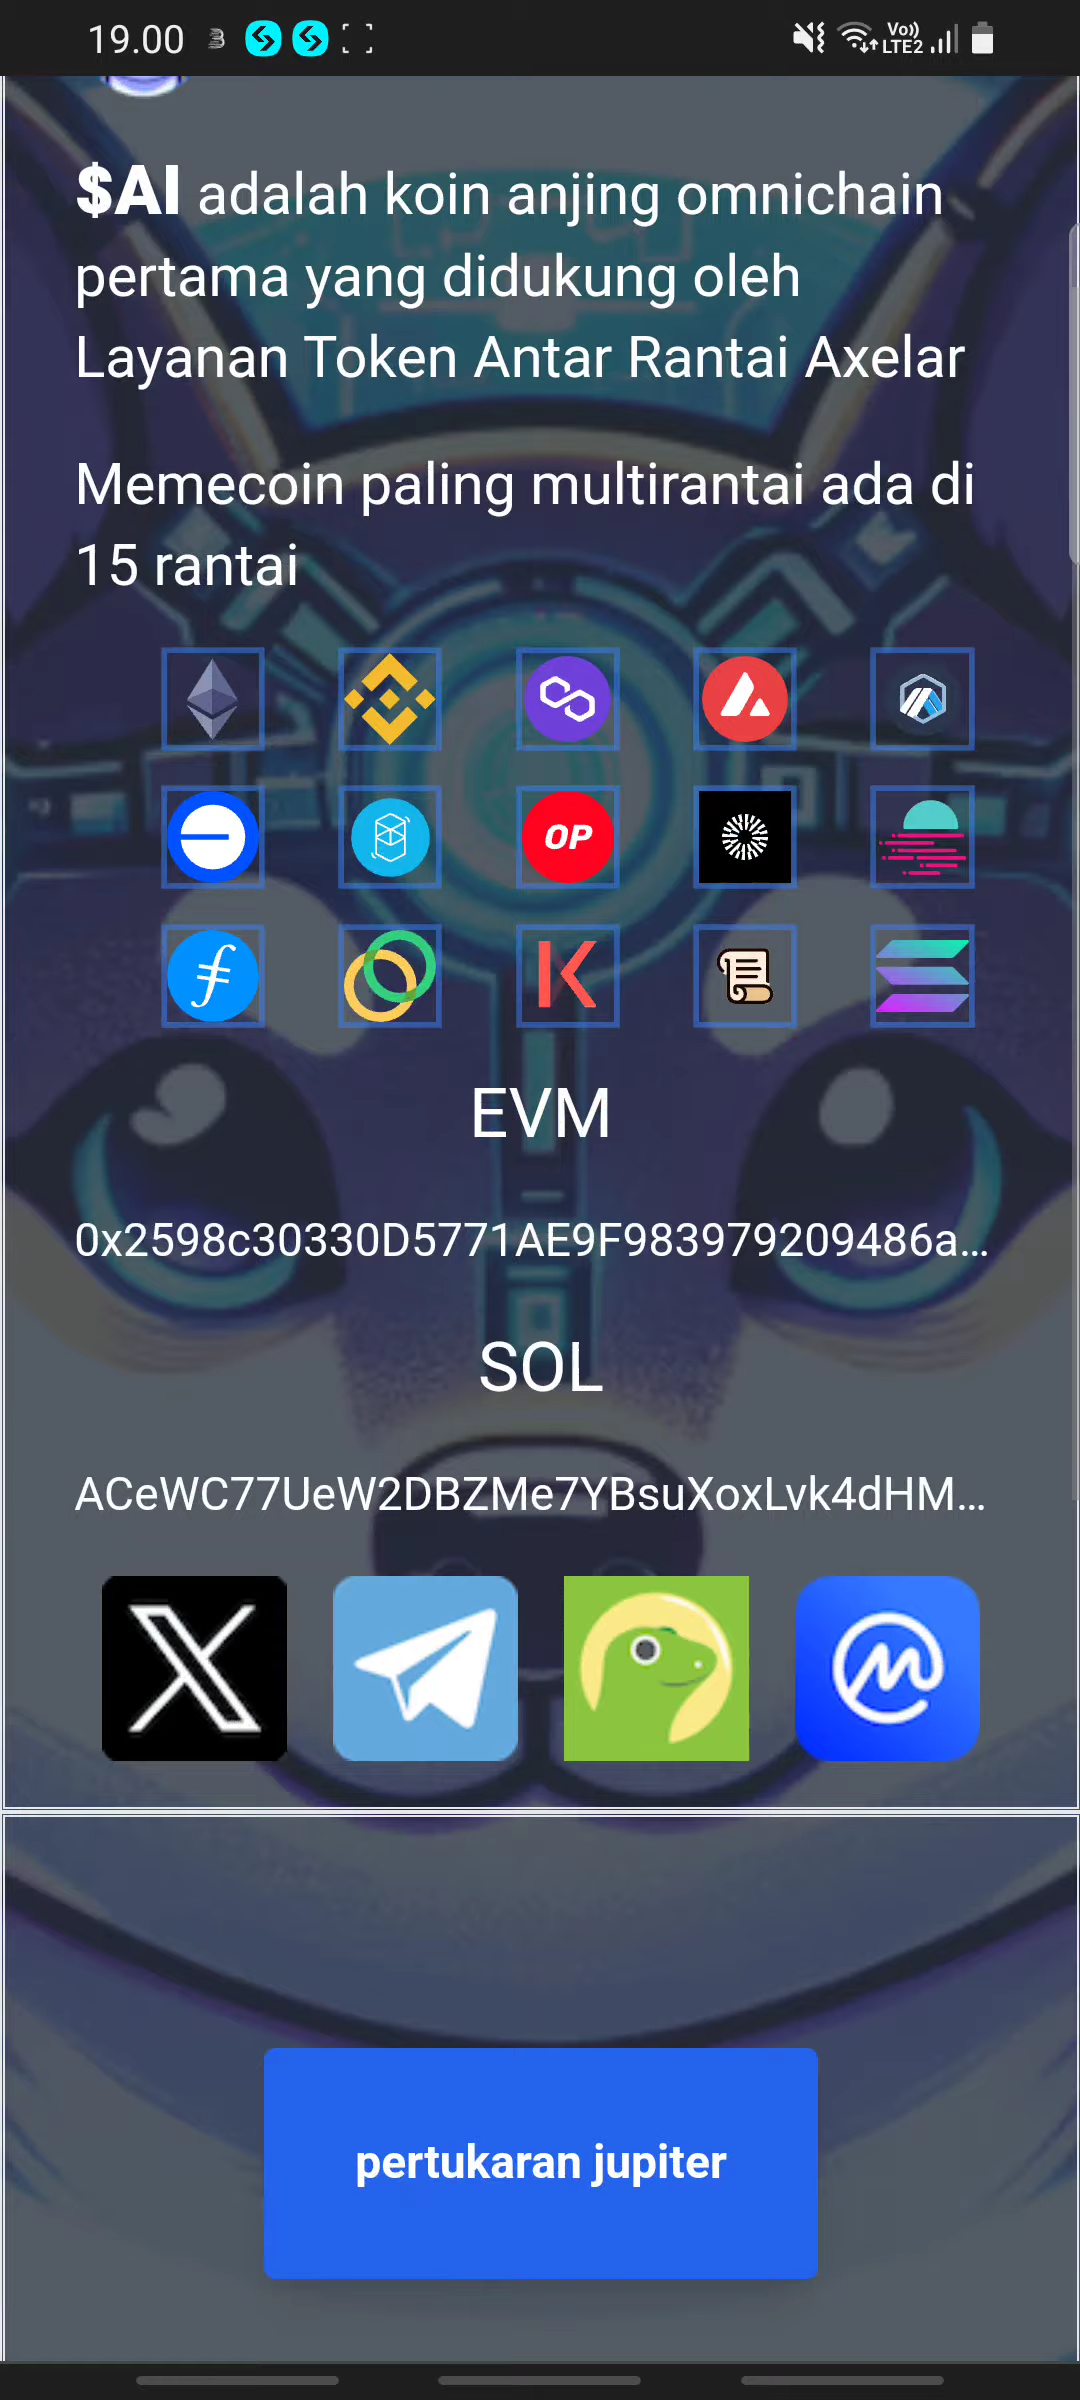 19.00
Vo))
LTE2
$AI adalah koin anjing omnichain
pertama yang didukung oleh
Layanan Token Antar Rantai Axelar
Memecoin paling multirantai ada di
15 rantai
OP
EVM
0x2598c30330D5771AE9F983979209486a...
SOL
ACeWC77UeW2DBZMe7YBsuXoxLvk4dHM...
pertukaran jupiter